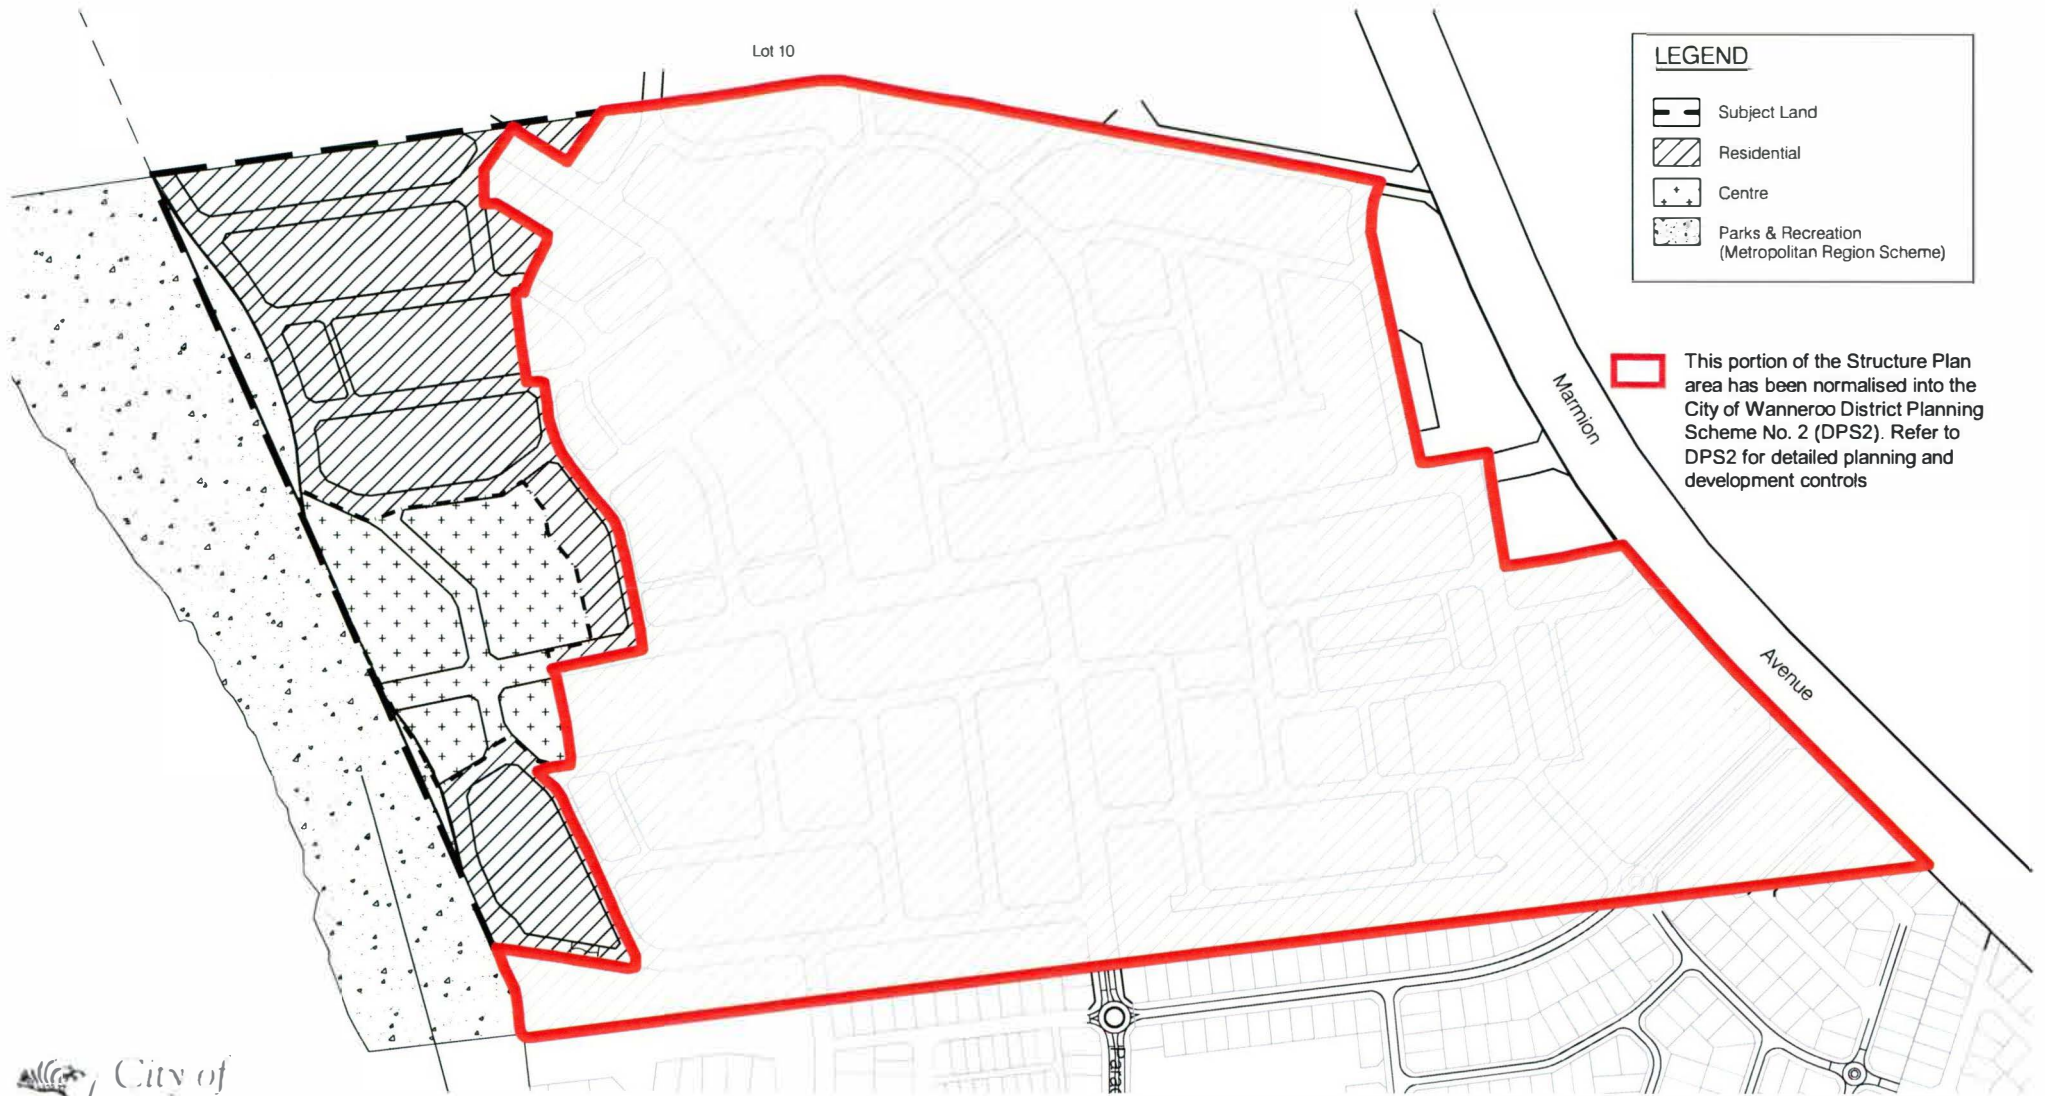 Lot 10
LEGEND
Subject Land
Residential
Centre
Parks & Recreation
(Metropolitan Region Scheme)
This portion of the Structure Plan
area has been normalised into the
City of Wanneroo District Planning
Scheme No. 2 (DPS2). Refer to
DPS2 for detailed planning and
development controls
Marmion
Avenue
City of